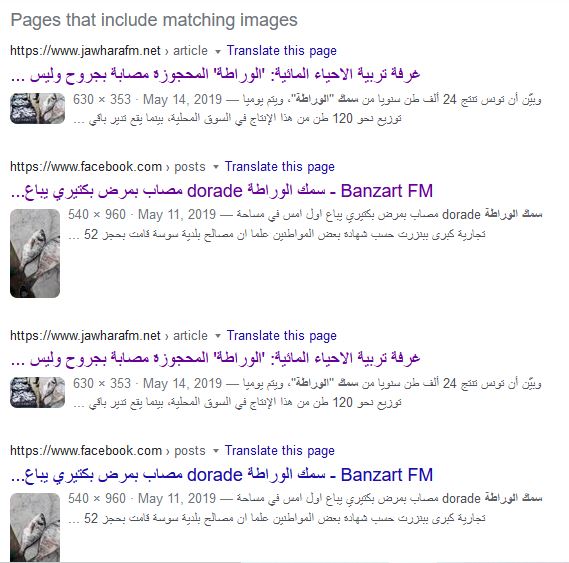 Pages that include matching images
https://www.jawharafm.net › article ▾ Translate this page
غرفة تربية الاحياء المائية: 'الوراطة' المحجوزة مصابة بجروح وليس ...
630 × 353 · May 14, 2019 — وبيّن أن تونس تنتج 24 ألف طن سنويا من سمك "الوراطة"، ويتم يوميا
توزيع نحو 120 طن من هذا الإنتاج في السوق المحلية، بينما يقع تدير باقي ...
https://www.facebook.com › posts ▾ Translate this page
Banzart FM - سمك الوراطة dorade مصاب بمرض بكتيري يباع...
540 × 960 · May 11, 2019 — سمك الوراطة dorade مصاب بمرض بكتيري يباع اول امس في مساحة
تجارية كبرى ببنزرت حسب شهادة بعض المواطنين علما ان مصالح بلدية سوسة قامت بحجز 52 ...
https://www.jawharafm.net › article ▾ Translate this page
غرفة تربية الاحياء المائية: 'الوراطة' المحجوزة مصابة بجروح وليس ...
630 × 353 · May 14, 2019 — وبيّن أن تونس تنتج 24 ألف طن سنويا من سمك "الوراطة"، ويتم يوميا
توزيع نحو 120 طن من هذا الإنتاج في السوق المحلية، بينما يقع تدير باقي ...
https://www.facebook.com › posts ▾ Translate this page
Banzart FM - سمك الوراطة dorade مصاب بمرض بكتيري يباع...
540 × 960 · May 11, 2019 — سمك الوراطة dorade مصاب بمرض بكتيري يباع اول امس في مساحة
تجارية كبرى ببنزرت حسب شهادة بعض المواطنين علما ان مصالح بلدية سوسة قامت بحجز 52 ...